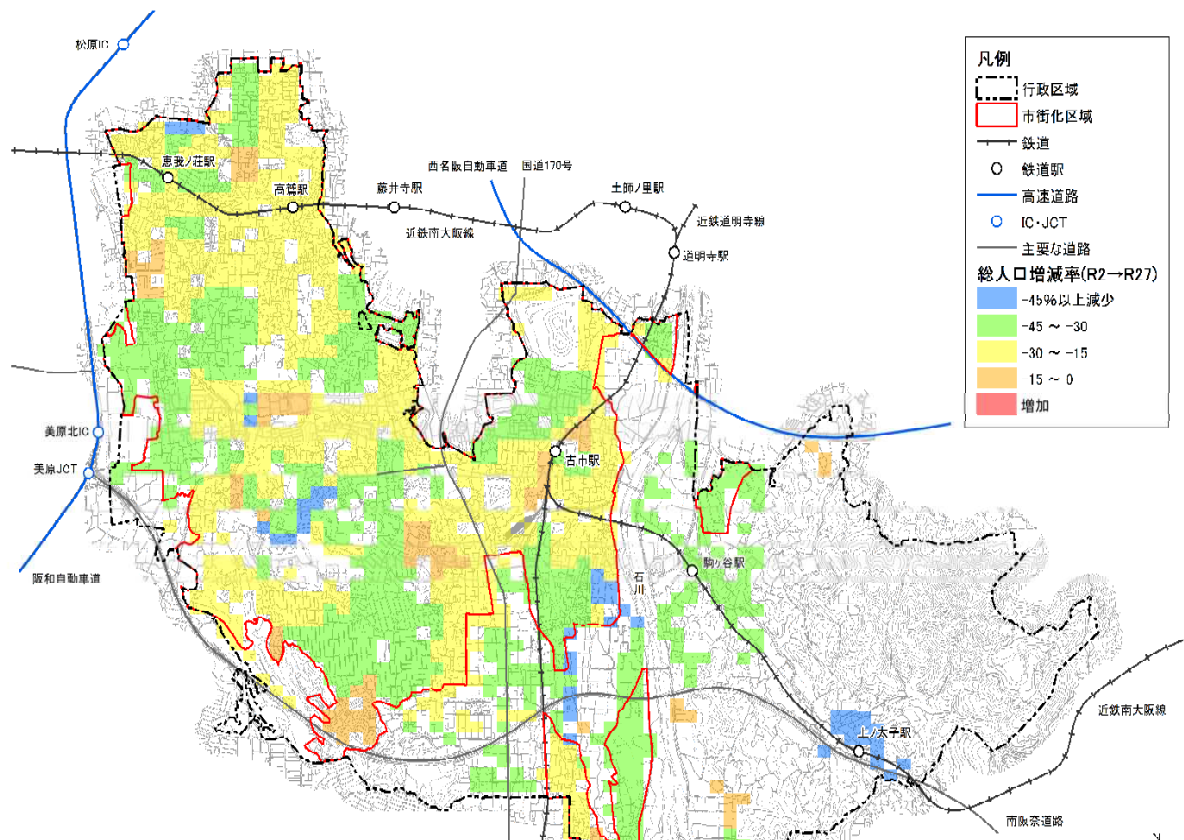 松原IC
恵我ノ荘駅
高鷲駅
藤井寺駅
西名阪自動車道
国道170号
土師ノ里駅
近鉄道明寺線
近鉄南大阪線
道明寺駅
美原北IC
美原JCT
古市駅
阪和自動車道
石川
駒ヶ谷駅
上ノ太子駅
近鉄南大阪線
南阪奈道路
凡例
行政区域
市街化区域
鉄道
鉄道駅
高速道路
IC・JCT
主要な道路
総人口増減率(R2→R27)
-45%以上減少
-45 ～ -30
-30 ～ -15
15 ～ 0
増加